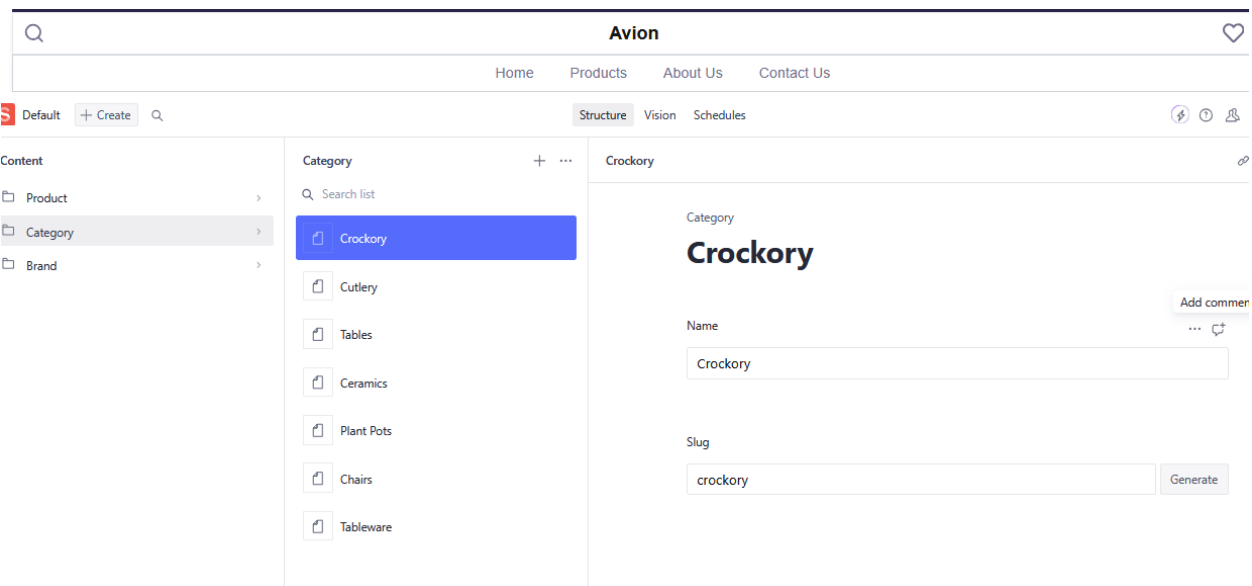 Avion
Home Products About Us Contact Us
S Default + Create Structure Vision Schedules
Content
Product
Category
Brand
Category
Search list
Crockory
Cutlery
Tables
Ceramics
Plant Pots
Chairs
Tableware
Crockory
Category
Crockory
Add commen
Name
Crockory
Slug
crockory
Generate